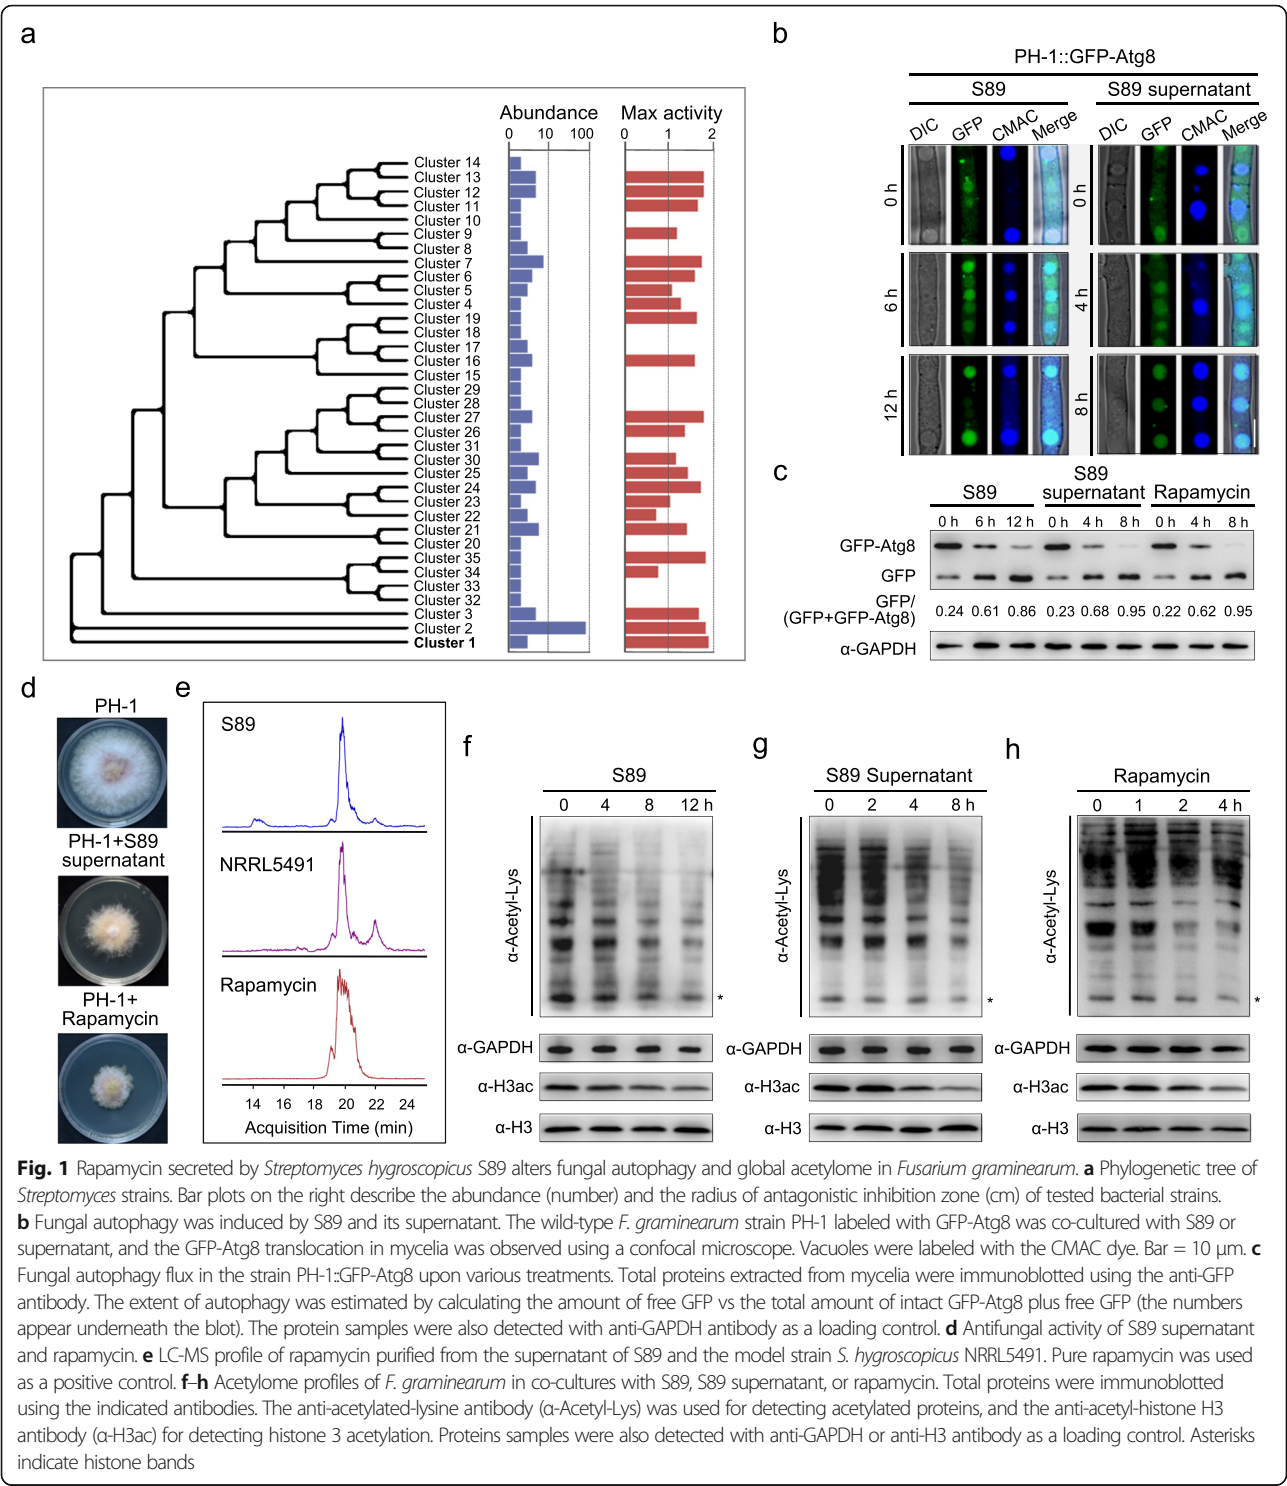 a
Abundance
Max activity
0 10 100
0 1 2
Cluster 14
Cluster 13
Cluster 12
Cluster 11
Cluster 10
Cluster 9
Cluster 8
Cluster 7
Cluster 6
Cluster 5
Cluster 4
Cluster 19
Cluster 18
Cluster 17
Cluster 16
Cluster 15
Cluster 29
Cluster 28
Cluster 27
Cluster 26
Cluster 31
Cluster 30
Cluster 25
Cluster 24
Cluster 23
Cluster 22
Cluster 21
Cluster 20
Cluster 35
Cluster 34
Cluster 33
Cluster 32
Cluster 3
Cluster 2
Cluster 1
b
PH-1::GFP-Atg8
S89
S89 supernatant
DIC GFP CMAC Merge
DIC GFP CMAC Merge
0 h
0 h
6 h
4 h
12 h
8 h
c
S89
S89
supernatant
Rapamycin
0 h 6 h 12 h 0 h 4 h 8 h 0 h 4 h 8 h
GFP-Atg8
GFP
GFP/
(GFP+GFP-Atg8)
0.24 0.61 0.86 0.23 0.68 0.95 0.22 0.62 0.95
α-GAPDH
d
PH-1
PH-1+S89
supernatant
PH-1+
Rapamycin
e
S89
NRRL5491
Rapamycin
14 16 18 20 22 24
Acquisition Time (min)
f
S89
0 4 8 12 h
α-Acetyl-Lys
*
α-GAPDH
α-H3ac
α-H3
g
S89 Supernatant
0 2 4 8 h
α-Acetyl-Lys
*
α-GAPDH
α-H3ac
α-H3
h
Rapamycin
0 1 2 4 h
α-Acetyl-Lys
*
α-GAPDH
α-H3ac
α-H3
Fig. 1 Rapamycin secreted by Streptomyces hygroscopicus S89 alters fungal autophagy and global acetylome in Fusarium graminearum. a Phylogenetic tree of
Streptomyces strains. Bar plots on the right describe the abundance (number) and the radius of antagonistic inhibition zone (cm) of tested bacterial strains.
b Fungal autophagy was induced by S89 and its supernatant. The wild-type F. graminearum strain PH-1 labeled with GFP-Atg8 was co-cultured with S89 or
supernatant, and the GFP-Atg8 translocation in mycelia was observed using a confocal microscope. Vacuoles were labeled with the CMAC dye. Bar = 10 μm. c
Fungal autophagy flux in the strain PH-1::GFP-Atg8 upon various treatments. Total proteins extracted from mycelia were immunoblotted using the anti-GFP
antibody. The extent of autophagy was estimated by calculating the amount of free GFP vs the total amount of intact GFP-Atg8 plus free GFP (the numbers
appear underneath the blot). The protein samples were also detected with anti-GAPDH antibody as a loading control. d Antifungal activity of S89 supernatant
and rapamycin. e LC-MS profile of rapamycin purified from the supernatant of S89 and the model strain S. hygroscopicus NRRL5491. Pure rapamycin was used
as a positive control. f–h Acetylome profiles of F. graminearum in co-cultures with S89, S89 supernatant, or rapamycin. Total proteins were immunoblotted
using the indicated antibodies. The anti-acetylated-lysine antibody (α-Acetyl-Lys) was used for detecting acetylated proteins, and the anti-acetyl-histone H3
antibody (α-H3ac) for detecting histone 3 acetylation. Proteins samples were also detected with anti-GAPDH or anti-H3 antibody as a loading control. Asterisks
indicate histone bands